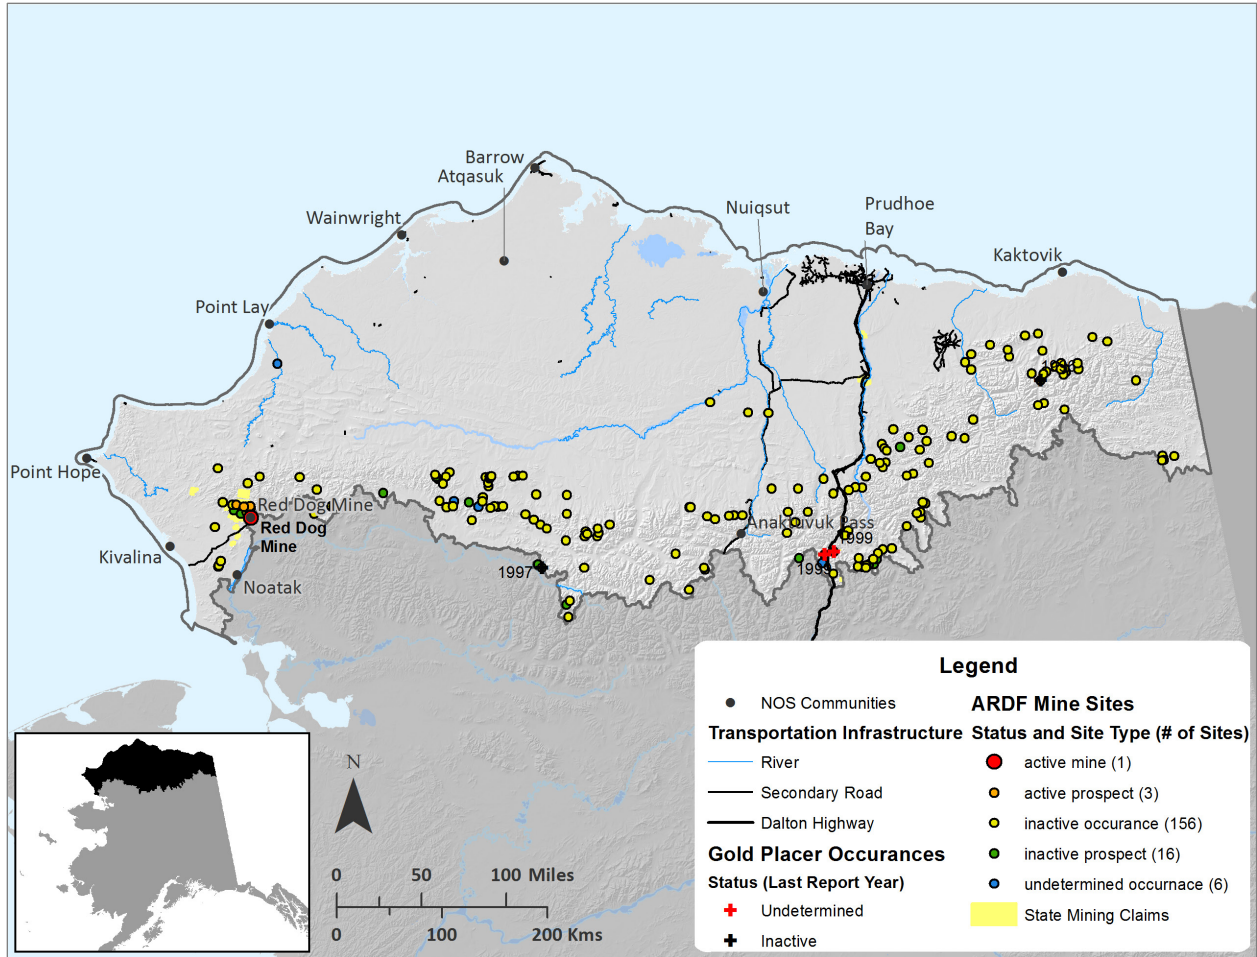 Barrow
Atqasuk
Wainwright
Nuiqsut
Prudhoe
Bay
Kaktovik
Point Lay
Point Hope
Red Dog Mine
Red Dog
Mine
Anaktuvuk Pass
1999
Kivalina
1997
Noatak
Legend
NOS Communities
Transportation Infrastructure
River
Secondary Road
Dalton Highway
Gold Placer Occurances
Status (Last Report Year)
Undetermined
Inactive
ARDF Mine Sites
Status and Site Type (# of Sites)
active mine (1)
active prospect (3)
inactive occurance (156)
inactive prospect (16)
undetermined occurnace (6)
State Mining Claims
N
0 50 100 Miles
0 100 200 Kms